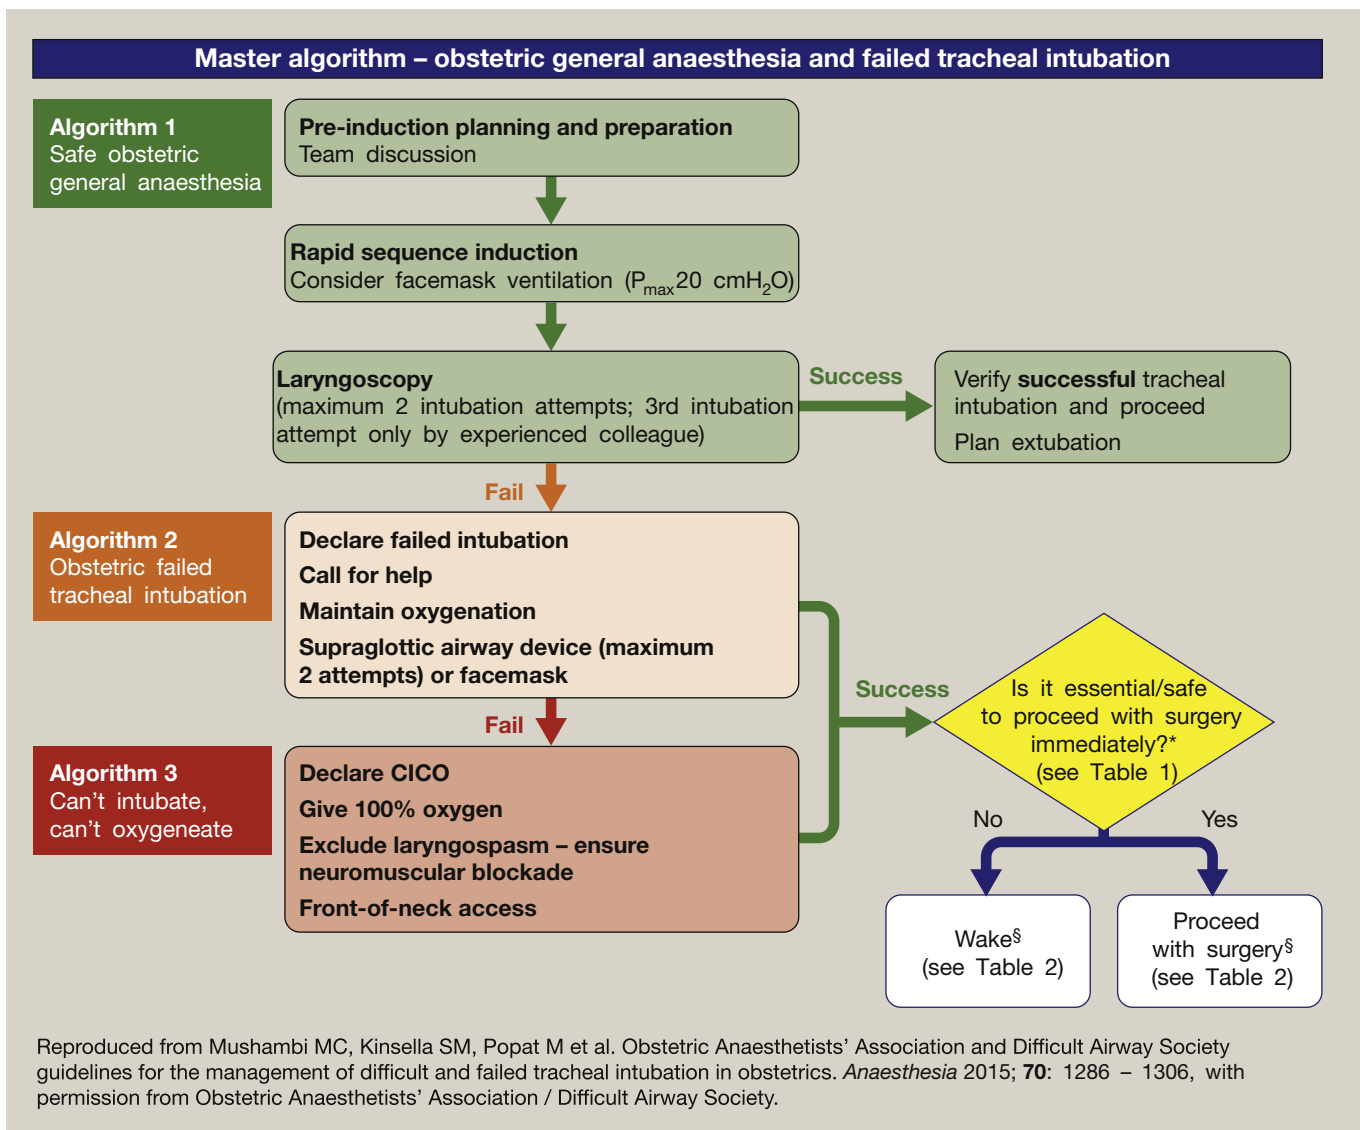 Master algorithm – obstetric general anaesthesia and failed tracheal intubation
Algorithm 1
Safe obstetric
general anaesthesia
Pre-induction planning and preparation
Team discussion
Rapid sequence induction
Consider facemask ventilation (Pmax20 cmH2O)
Laryngoscopy
(maximum 2 intubation attempts; 3rd intubation
attempt only by experienced colleague)
Success
Verify successful tracheal
intubation and proceed
Plan extubation
Fail
Algorithm 2
Obstetric failed
tracheal intubation
Declare failed intubation
Call for help
Maintain oxygenation
Supraglottic airway device (maximum
2 attempts) or facemask
Success
Is it essential/safe
to proceed with surgery
immediately?*
(see Table 1)
Fail
Algorithm 3
Can't intubate,
can't oxygeneate
Declare CICO
Give 100% oxygen
Exclude laryngospasm – ensure
neuromuscular blockade
Front-of-neck access
No
Yes
Wake§
(see Table 2)
Proceed
with surgery§
(see Table 2)
Reproduced from Mushambi MC, Kinsella SM, Popat M et al. Obstetric Anaesthetists' Association and Difficult Airway Society
guidelines for the management of difficult and failed tracheal intubation in obstetrics. Anaesthesia 2015; 70: 1286 – 1306, with
permission from Obstetric Anaesthetists' Association / Difficult Airway Society.